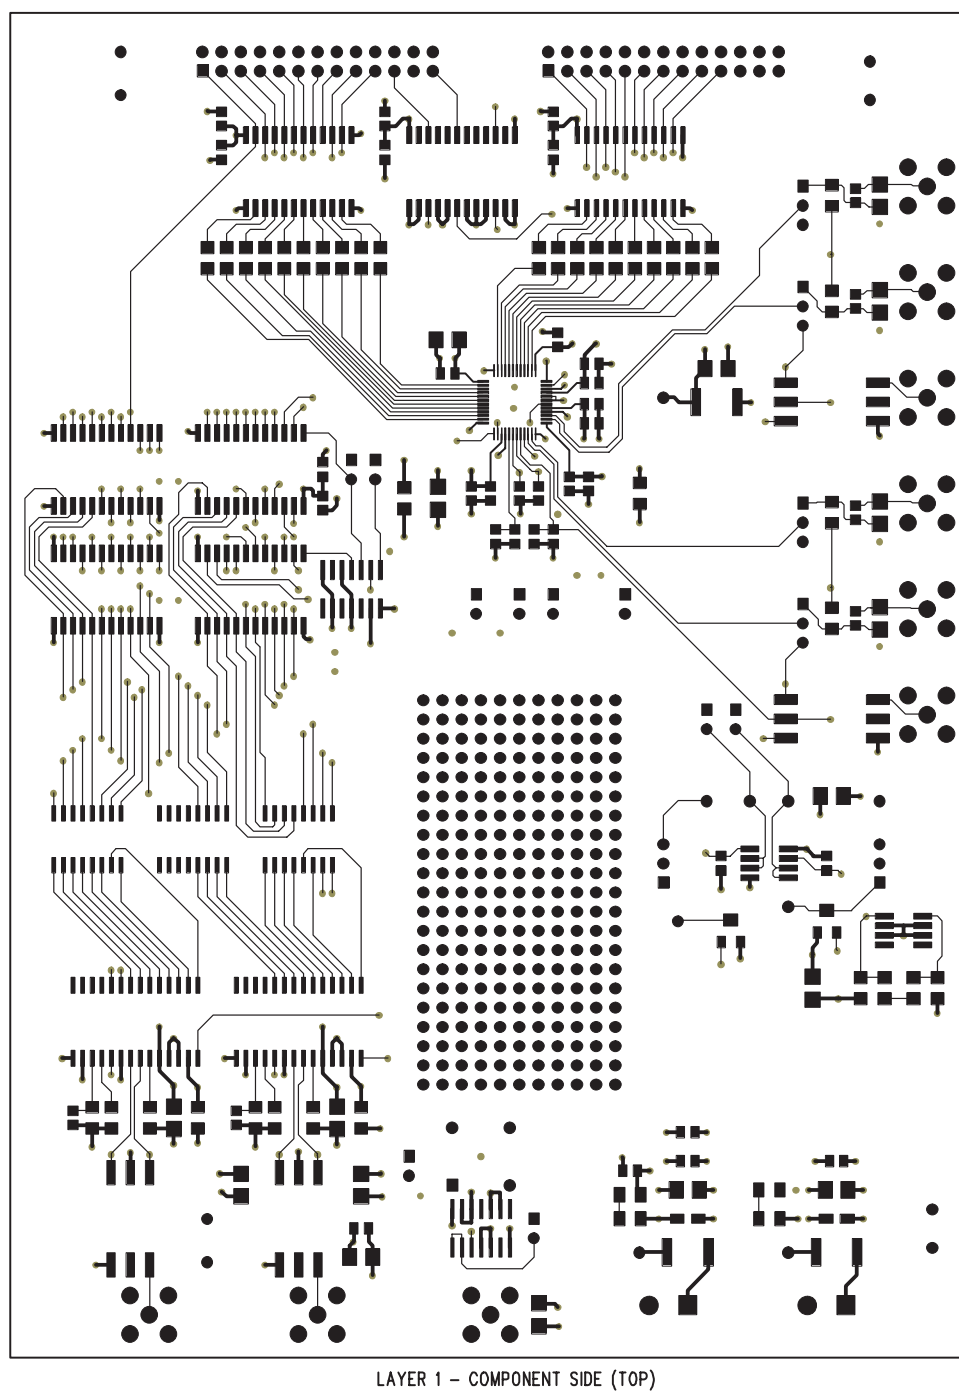 LAYER 1 – COMPONENT SIDE (TOP)